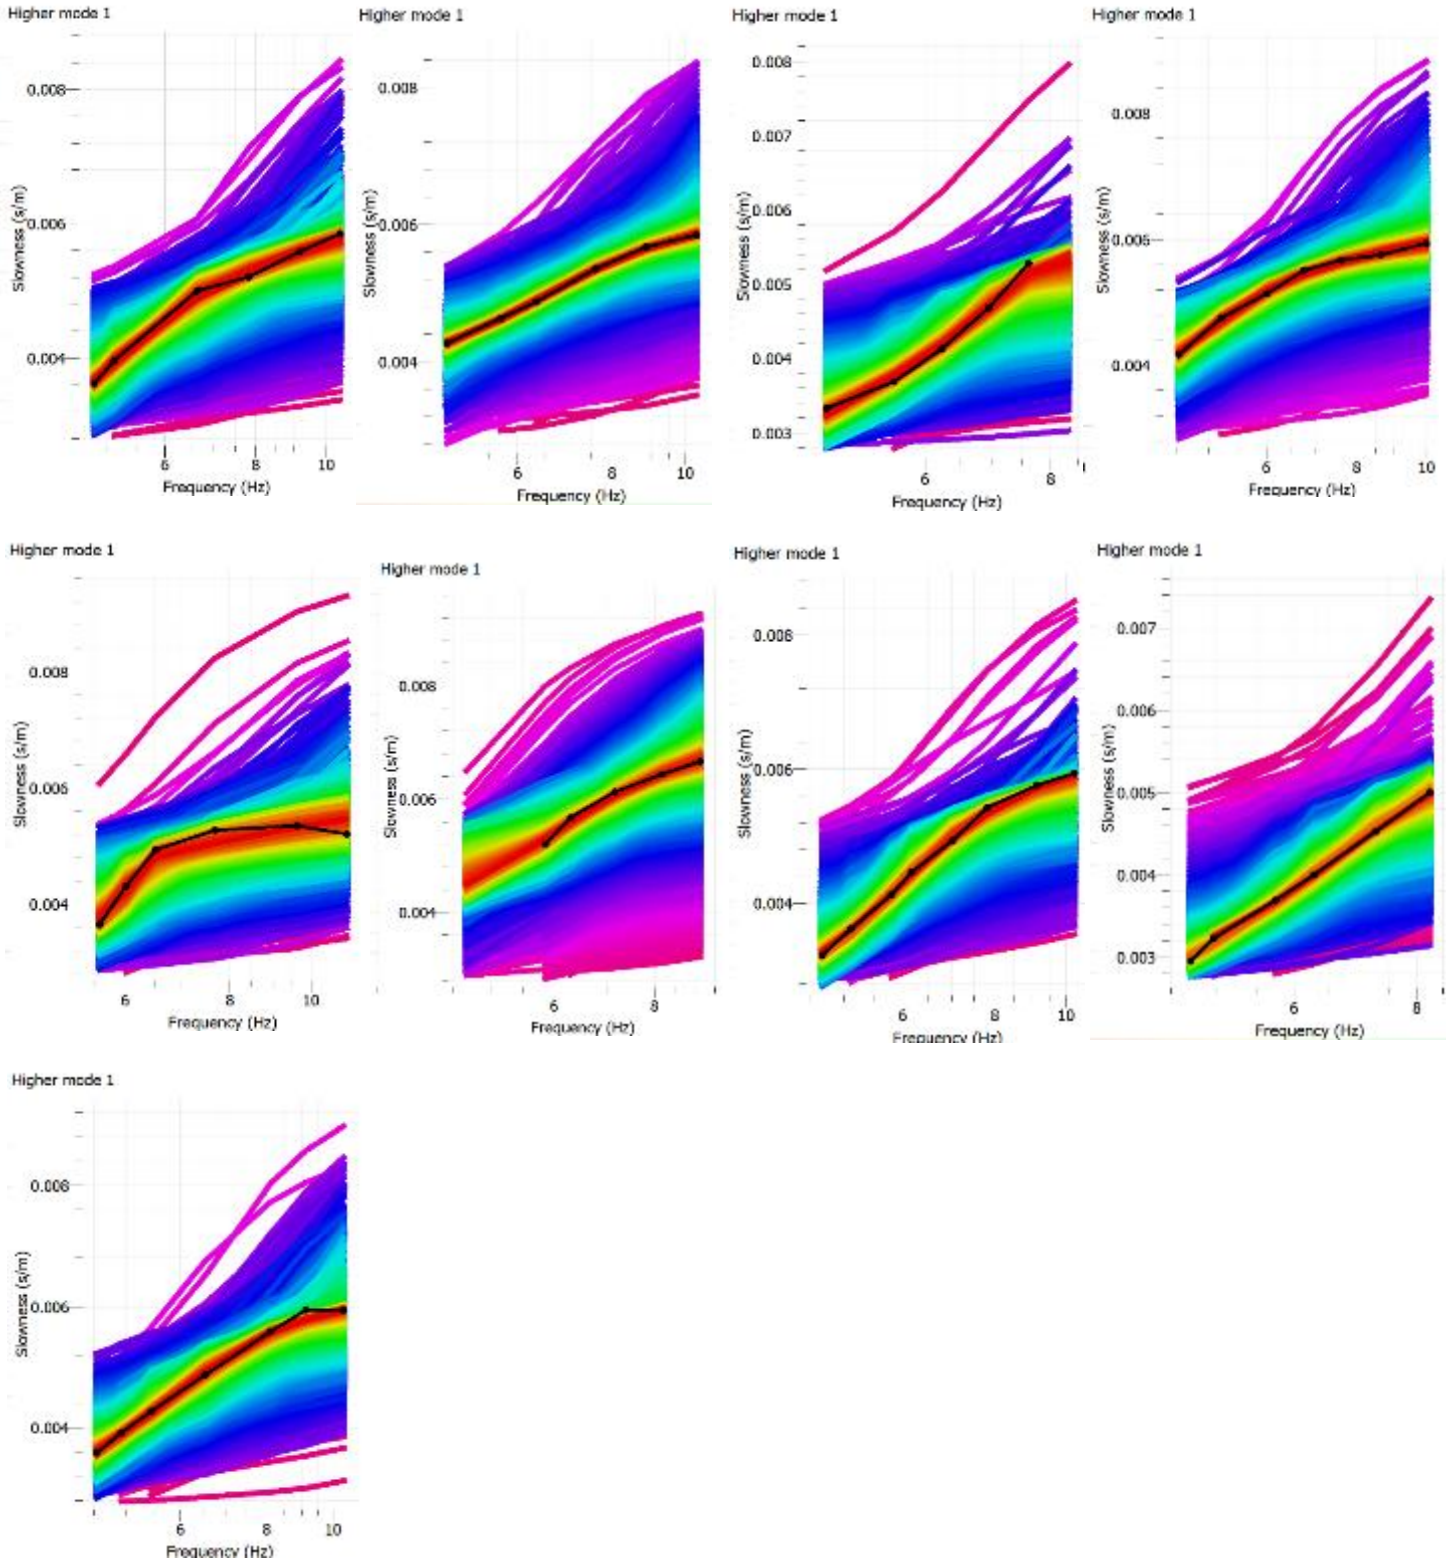 Higher mode 1
Higher mode 1
Higher mode 1
Higher mode 1
0.008
0.006
0.004
Slowness (s/m)
6 8 10
Frequency (Hz)
0.008
0.006
0.004
Slowness (s/m)
6 8 10
Frequency (Hz)
0.008
0.007
0.006
0.005
0.004
0.003
Slowness (s/m)
6 8
Frequency (Hz)
0.008
0.006
0.004
Slowness (s/m)
6 8 10
Frequency (Hz)
Higher mode 1
Higher mode 1
Higher mode 1
Higher mode 1
0.008
0.006
0.004
Slowness (s/m)
6 8 10
Frequency (Hz)
0.008
0.006
0.004
Slowness (s/m)
6 8
Frequency (Hz)
0.008
0.006
0.004
Slowness (s/m)
6 8 10
Frequency (Hz)
0.007
0.006
0.005
0.004
0.003
Slowness (s/m)
6 8
Frequency (Hz)
Higher mode 1
0.008
0.006
0.004
Slowness (s/m)
6 8 10
Frequency (Hz)